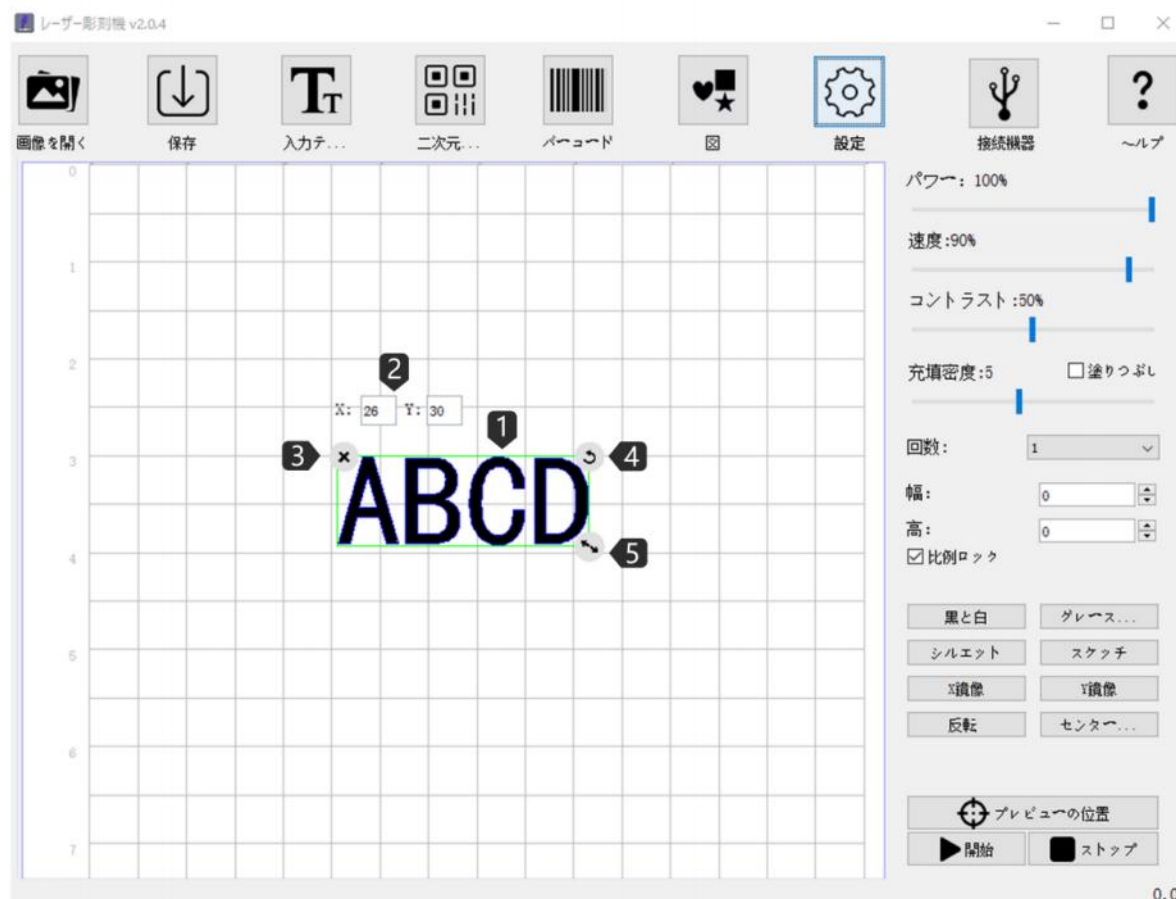 レーザー彫刻機 v2.0.4
画像を開く 保存 入力テ... 二次元... バーコード 図 設定 接続機器 ヘルプ
0
パワー: 100%
速度:90%
1
コントラスト:50%
2
充填密度:5 塗りつぶし
2
X: 26 Y: 30
1
回数: 1
3
3
ABCD
4
幅: 0
高: 0
4
5
比例ロック
黒と白 グレース...
5
シルエット スケッチ
X鏡像 Y鏡像
反転 センター...
6
プレビューの位置
7
開始 ストップ
0.0